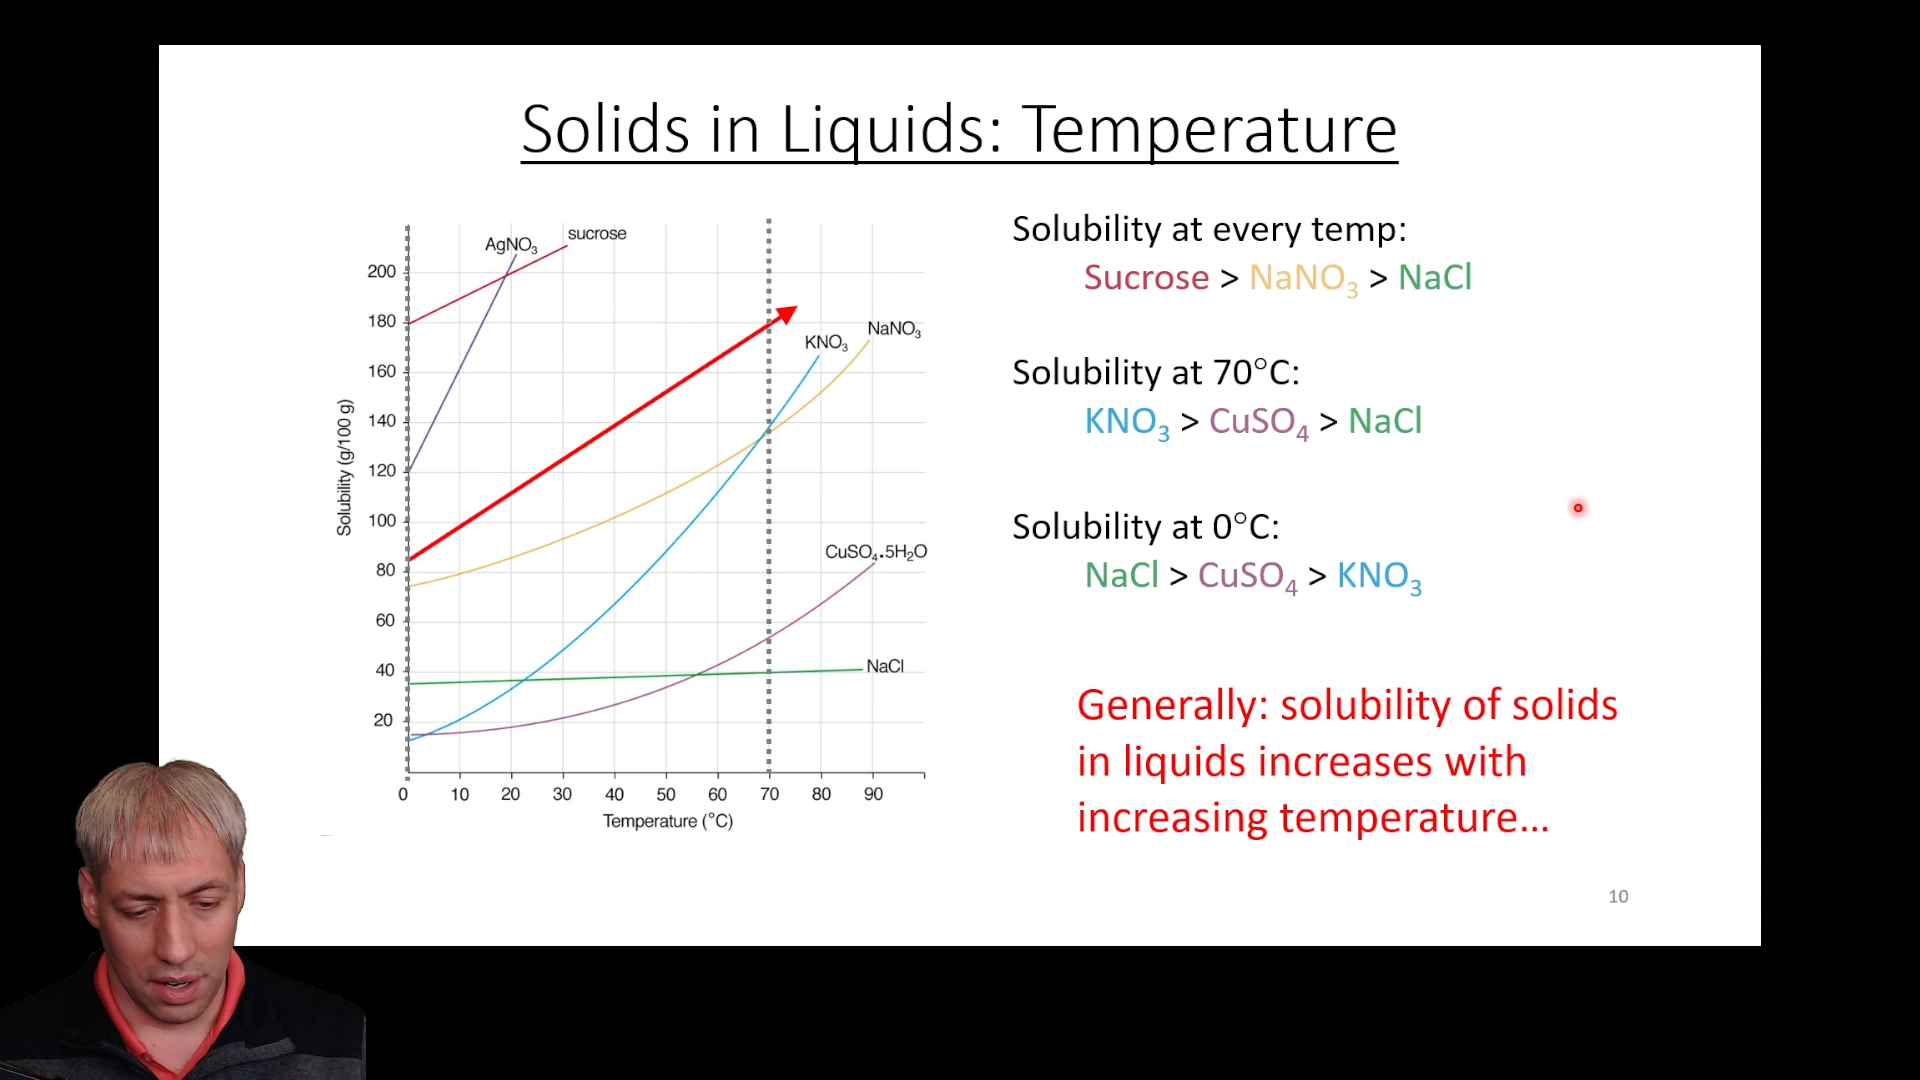 Solids in Liquids: Temperature
AgNO₃
sucrose
KNO₃
NaNO₃
CuSO₄.5H₂O
NaCl
200
180
160
140
120
100
80
60
40
20
Solubility (g/100 g)
0 10 20 30 40 50 60 70 80 90
Temperature (°C)
Solubility at every temp:
Sucrose > NaNO₃ > NaCl
Solubility at 70°C:
KNO₃ > CuSO₄ > NaCl
Solubility at 0°C:
NaCl > CuSO₄ > KNO₃
Generally: solubility of solids
in liquids increases with
increasing temperature...
10